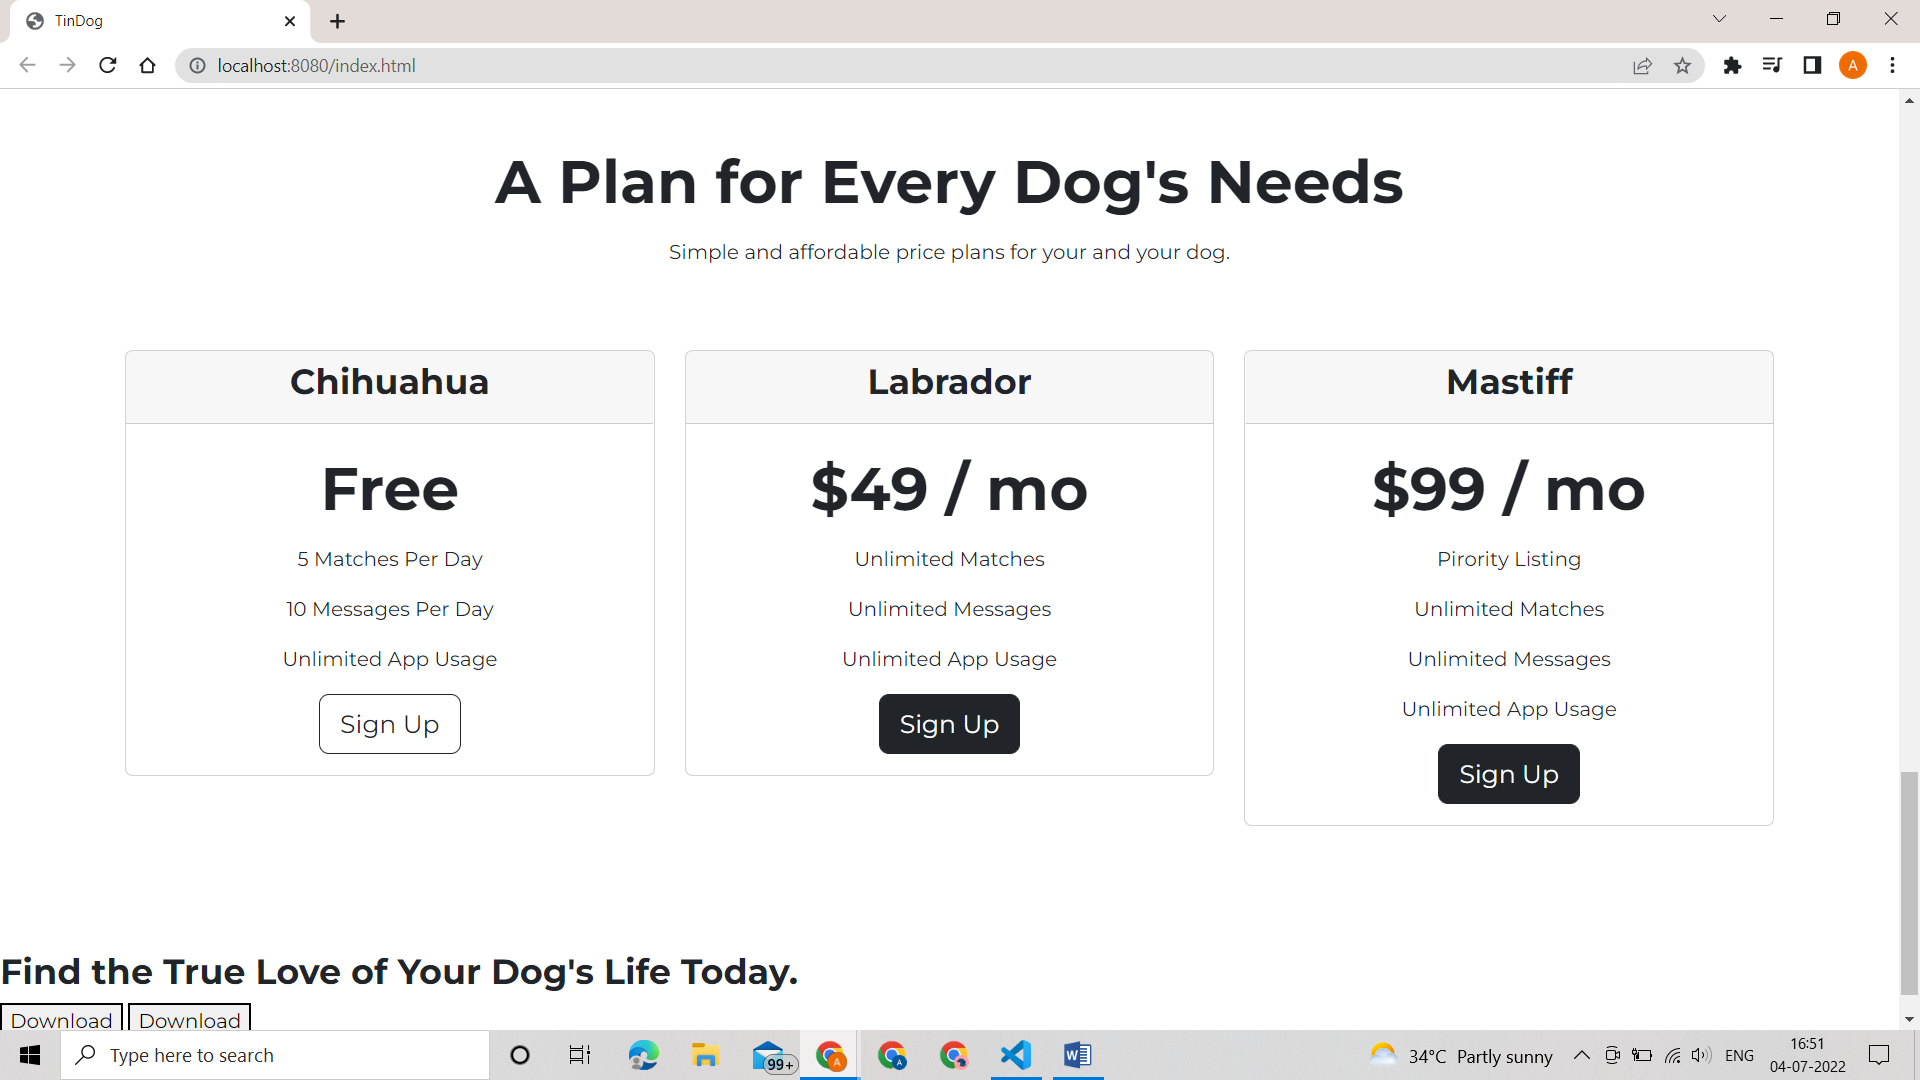 TinDog
localhost:8080/index.html
A
A Plan for Every Dog's Needs
Simple and affordable price plans for your and your dog.
Chihuahua
Free
5 Matches Per Day
10 Messages Per Day
Unlimited App Usage
Sign Up
Labrador
$49 / mo
Unlimited Matches
Unlimited Messages
Unlimited App Usage
Sign Up
Mastiff
$99 / mo
Pirority Listing
Unlimited Matches
Unlimited Messages
Unlimited App Usage
Sign Up
Find the True Love of Your Dog's Life Today.
Download Download
Type here to search
99+
A
A
W
34°C Partly sunny
ENG
16:51
04-07-2022